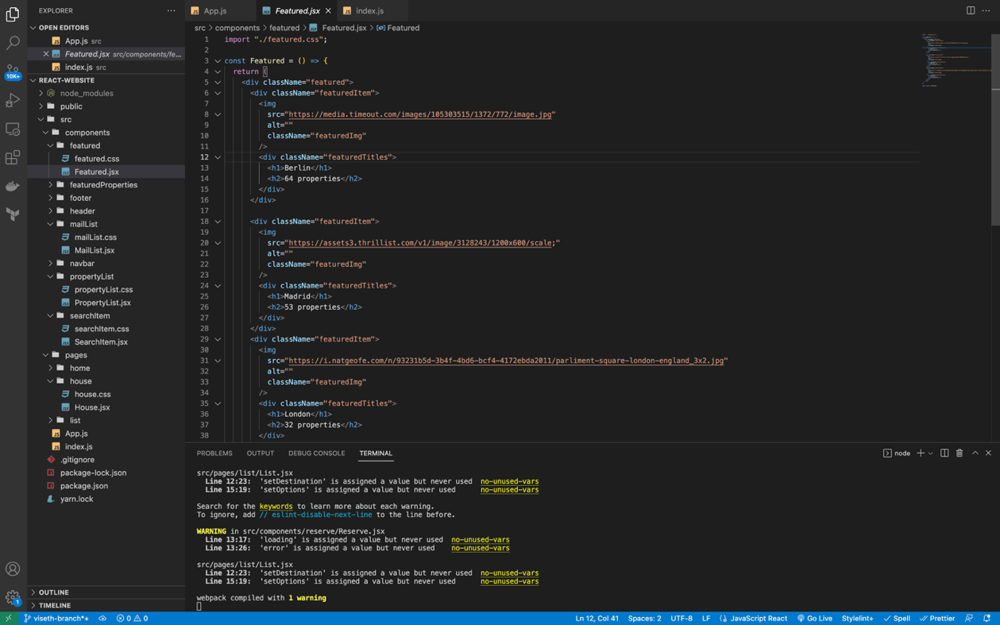 EXPLORER ···
App.js Featured.jsx × index.js ···
OPEN EDITORS
App.js src
× Featured.jsx src/components/fe...
index.js src
10K+
REACT-WEBSITE
node_modules
public
src
components
featured
featured.css
Featured.jsx
featuredProperties
footer
header
mailList
mailList.css
MailList.jsx
navbar
propertyList
propertyList.css
PropertyList.jsx
searchItem
searchItem.css
SearchItem.jsx
pages
home
house
house.css
House.jsx
list
App.js
index.js
.gitignore
package-lock.json
package.json
yarn.lock
OUTLINE
TIMELINE
1
src > components > featured > Featured.jsx > Featured
1 import "./featured.css";
2
3 const Featured = () => {
4 return (
5 <div className="featured">
6 <div className="featuredItem">
7 <img
8 src="https://media.timeout.com/images/105303515/1372/772/image.jpg"
9 alt=""
10 className="featuredImg"
11 />
12 <div className="featuredTitles">
13 <h1>Berlin</h1>
14 <h2>64 properties</h2>
15 </div>
16 </div>
17
18 <div className="featuredItem">
19 <img
20 src="https://assets3.thrillist.com/v1/image/3128243/1200x600/scale;"
21 alt=""
22 className="featuredImg"
23 />
24 <div className="featuredTitles">
25 <h1>Madrid</h1>
26 <h2>53 properties</h2>
27 </div>
28 </div>
29 <div className="featuredItem">
30 <img
31 src="https://i.natgeofe.com/n/93231b5d-3b4f-4bd6-bcf4-4172ebda2011/parliment-square-london-england_3x2.jpg"
32 alt=""
33 className="featuredImg"
34 />
35 <div className="featuredTitles">
36 <h1>London</h1>
37 <h2>32 properties</h2>
38 </div>
PROBLEMS OUTPUT DEBUG CONSOLE TERMINAL node
src/pages/list/List.jsx
Line 12:23: 'setDestination' is assigned a value but never used no-unused-vars
Line 15:19: 'setOptions' is assigned a value but never used no-unused-vars
Search for the keywords to learn more about each warning.
To ignore, add // eslint-disable-next-line to the line before.
WARNING in src/components/reserve/Reserve.jsx
Line 13:17: 'loading' is assigned a value but never used no-unused-vars
Line 13:26: 'error' is assigned a value but never used no-unused-vars
src/pages/list/List.jsx
Line 12:23: 'setDestination' is assigned a value but never used no-unused-vars
Line 15:19: 'setOptions' is assigned a value but never used no-unused-vars
webpack compiled with 1 warning
viseth-branch*+ 0 0 Ln 12, Col 41 Spaces: 2 UTF-8 LF JavaScript React Go Live Stylelint+ Spell Prettier